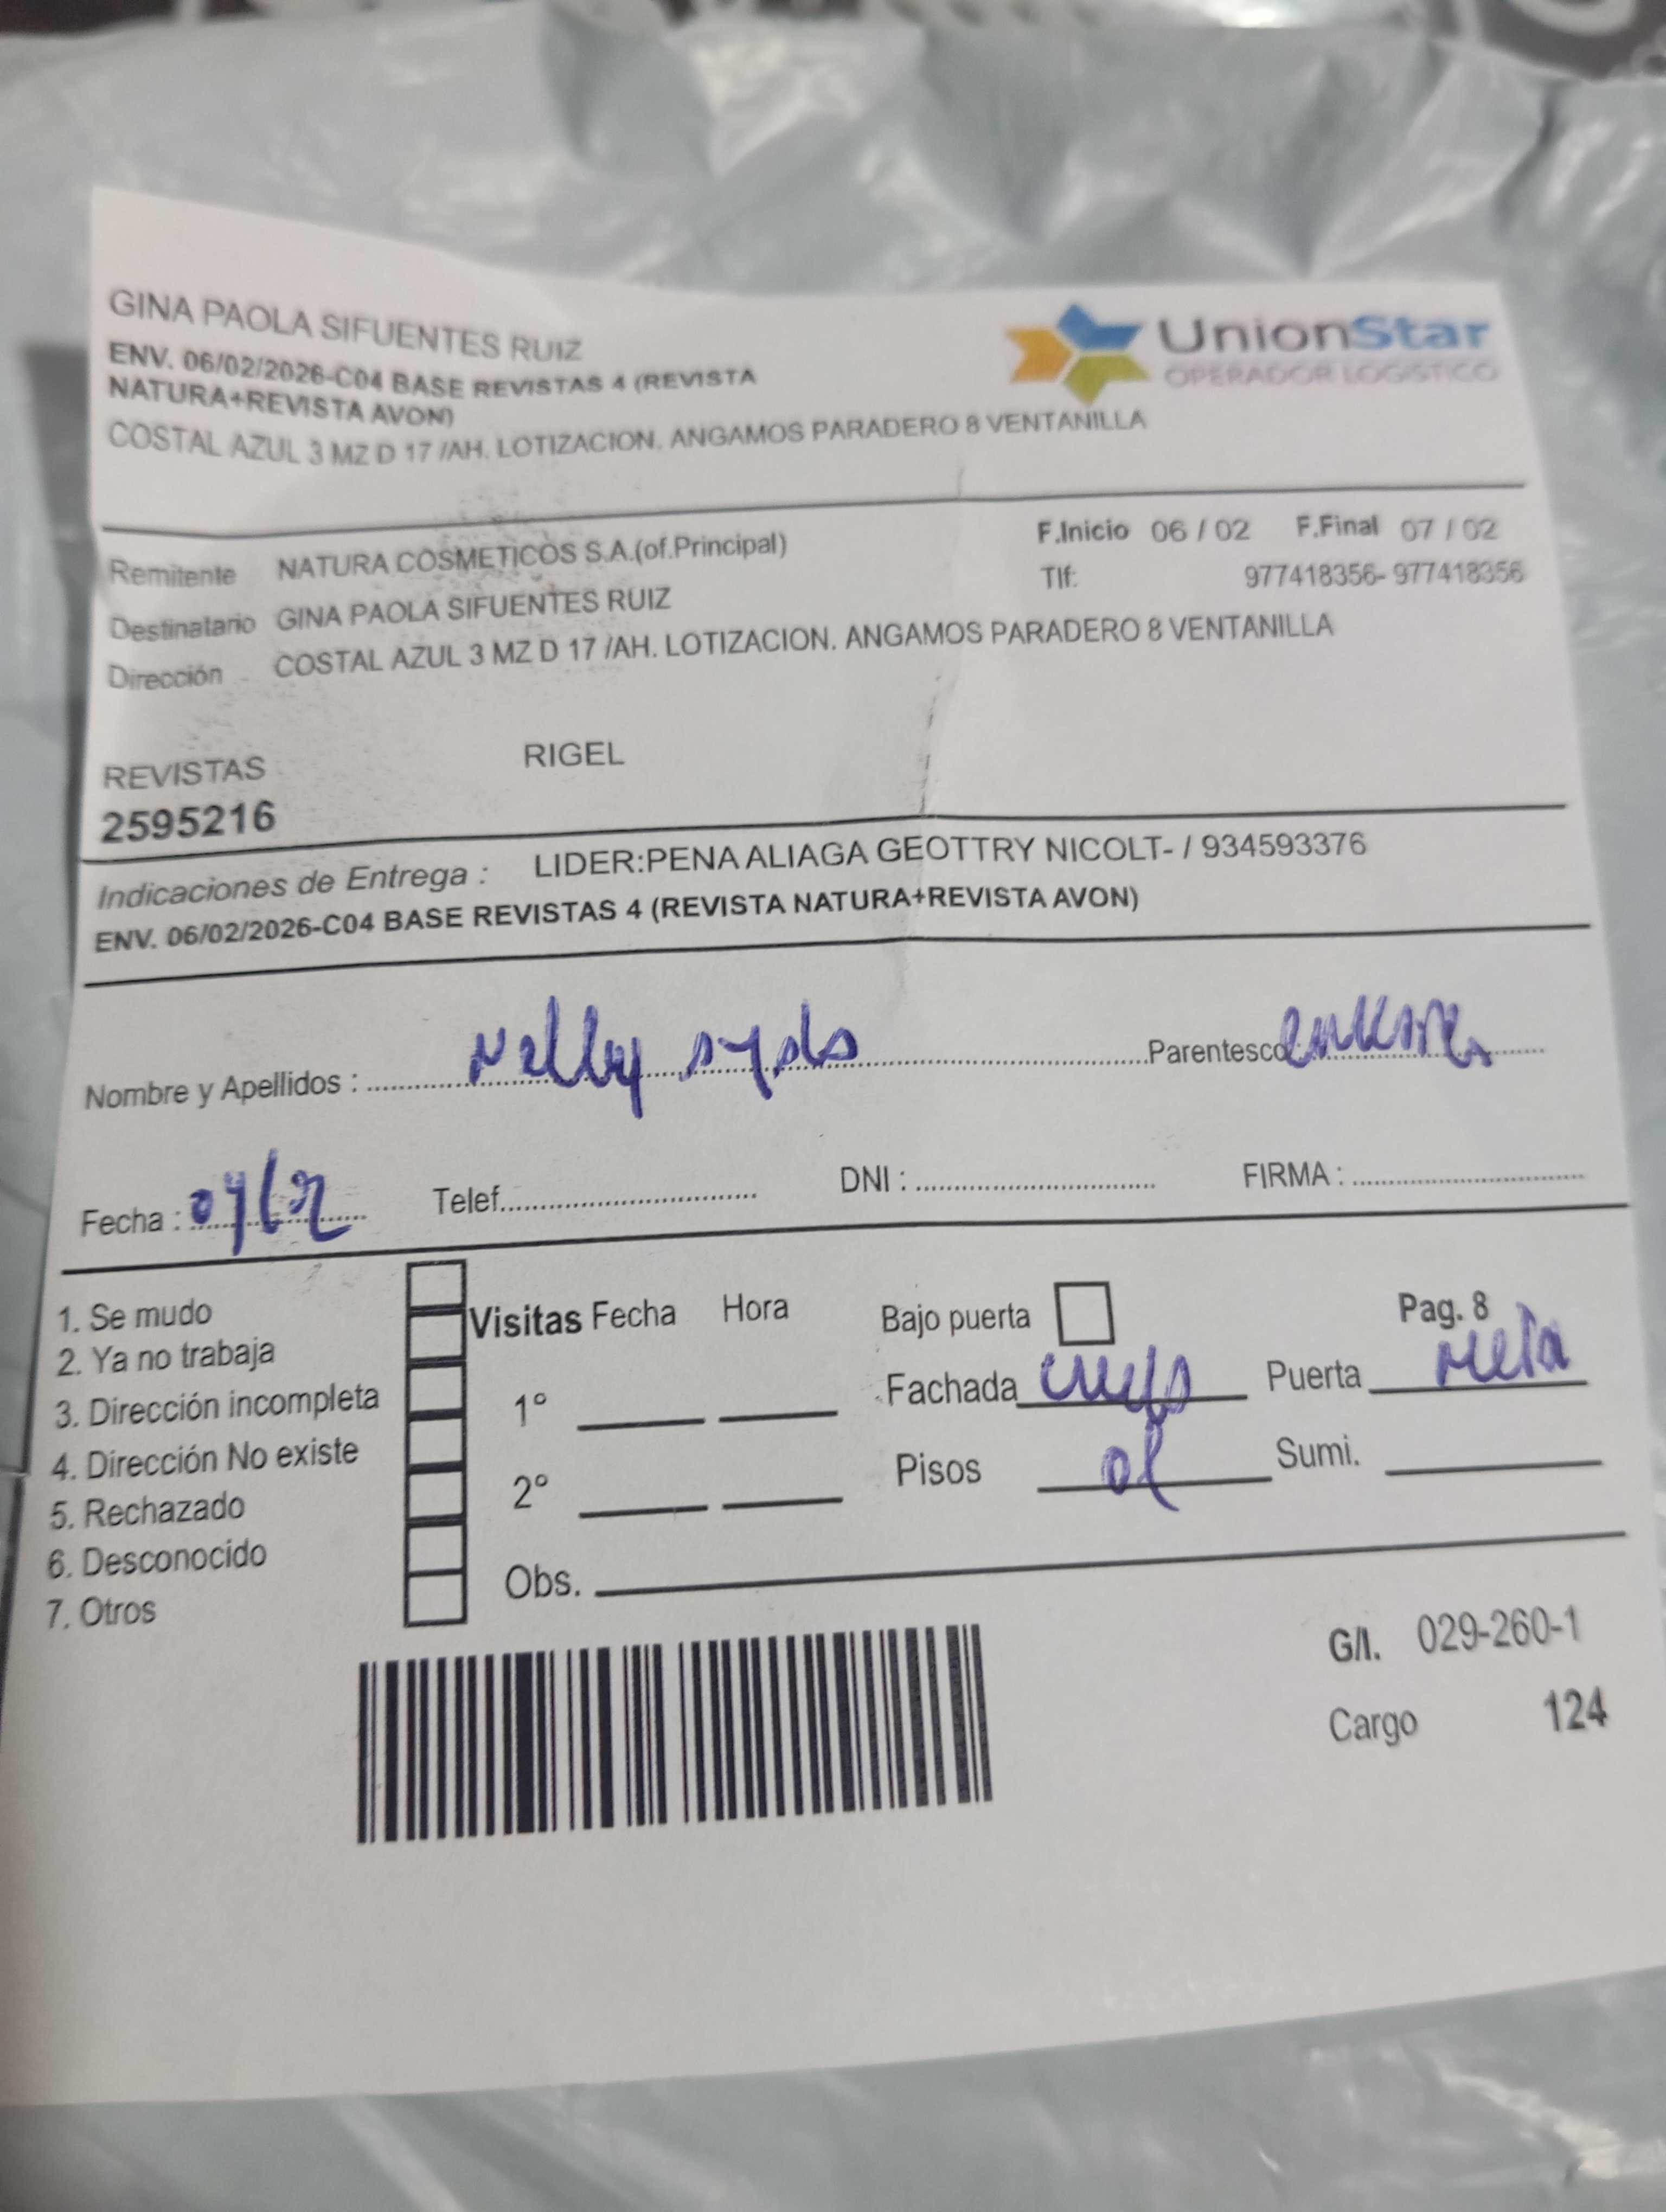 GINA PAOLA SIFUENTES RUIZ
ENV. 06/02/2026-C04 BASE REVISTAS 4 (REVISTA
NATURA+REVISTA AVON)
COSTAL AZUL 3 MZ D 17 /AH. LOTIZACION. ANGAMOS PARADERO 8 VENTANILLA
UnionStar
OPERADOR LOGISTICO
Remitente NATURA COSMETICOS S.A.(of.Principal)
F.Inicio 06 / 02 F.Final 07 / 02
Destinatario GINA PAOLA SIFUENTES RUIZ
Tlf: 977418356- 977418356
Dirección COSTAL AZUL 3 MZ D 17 /AH. LOTIZACION. ANGAMOS PARADERO 8 VENTANILLA
REVISTAS RIGEL
2595216
Indicaciones de Entrega : LIDER:PENA ALIAGA GEOTTRY NICOLT- / 934593376
ENV. 06/02/2026-C04 BASE REVISTAS 4 (REVISTA NATURA+REVISTA AVON)
Nombre y Apellidos : Nelly Parentesco
Fecha : Telef. DNI : FIRMA :
1. Se mudo
2. Ya no trabaja
3. Dirección incompleta
4. Dirección No existe
5. Rechazado
6. Desconocido
7. Otros
Visitas Fecha Hora
1°
2°
Obs.
Bajo puerta Pag. 8
Fachada Puerta
Pisos Sumi.
G/I. 029-260-1
Cargo 124